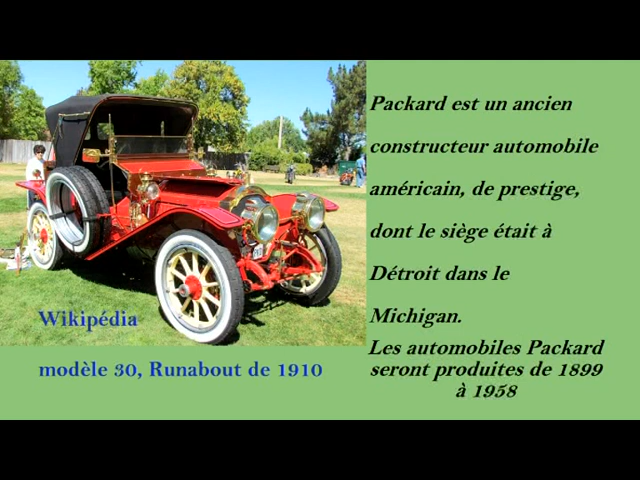 Packard est un ancien
constructeur automobile
américain, de prestige,
dont le siège était à
Détroit dans le
Michigan.
Les automobiles Packard
seront produites de 1899
à 1958
Wikipédia
modèle 30, Runabout de 1910